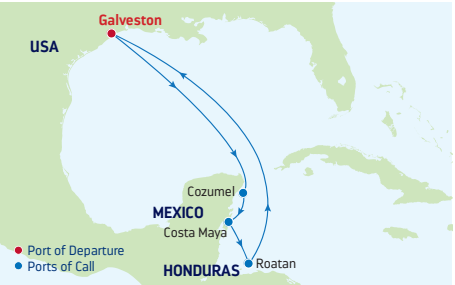 Galveston
USA
Cozumel
MEXICO
Costa Maya
HONDURAS
Roatan
Port of Departure
Ports of Call